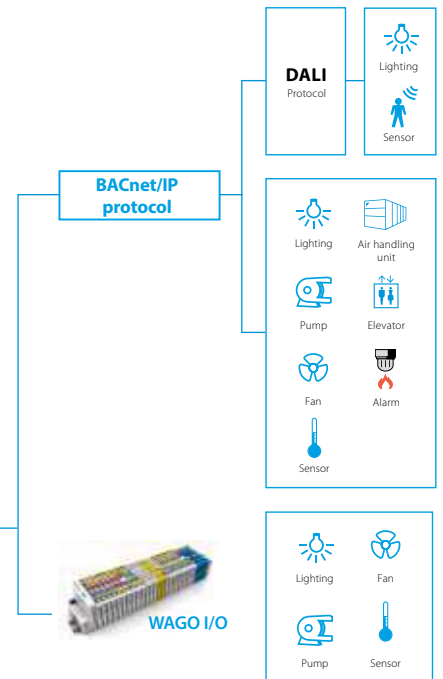 DALI
Protocol
Lighting
Sensor
BACnet/IP
protocol
Lighting
Air handling
unit
Pump
Elevator
Fan
Alarm
Sensor
WAGO I/O
Lighting
Fan
Pump
Sensor